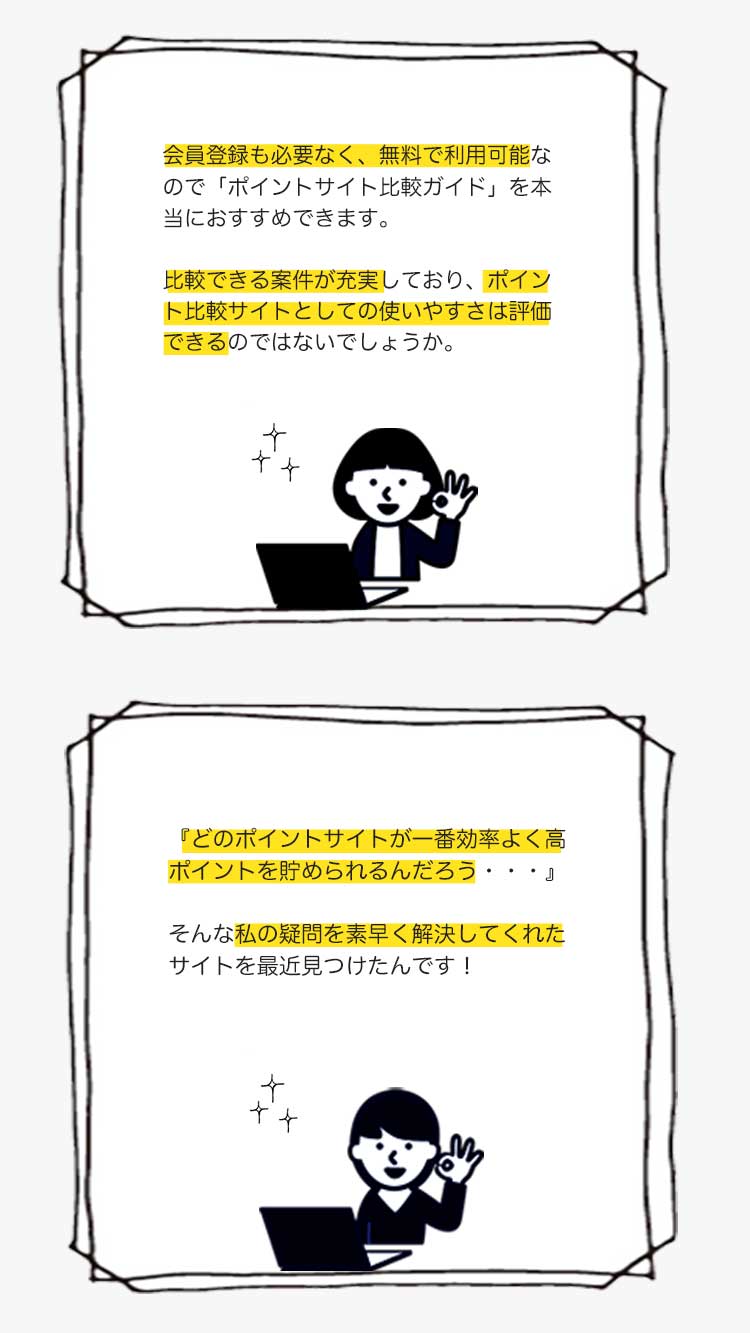 会員登録も必要なく、無料で利用可能な
ので「ポイントサイト比較ガイド」を本
当におすすめできます。
比較できる案件が充実しており、ポイン
ト比較サイトとしての使いやすさは評価
できるのではないでしょうか。
『どのポイントサイトが一番効率よく高
ポイントを貯められるんだろう・・・』
そんな私の疑問を素早く解決してくれた
サイトを最近見つけたんです！